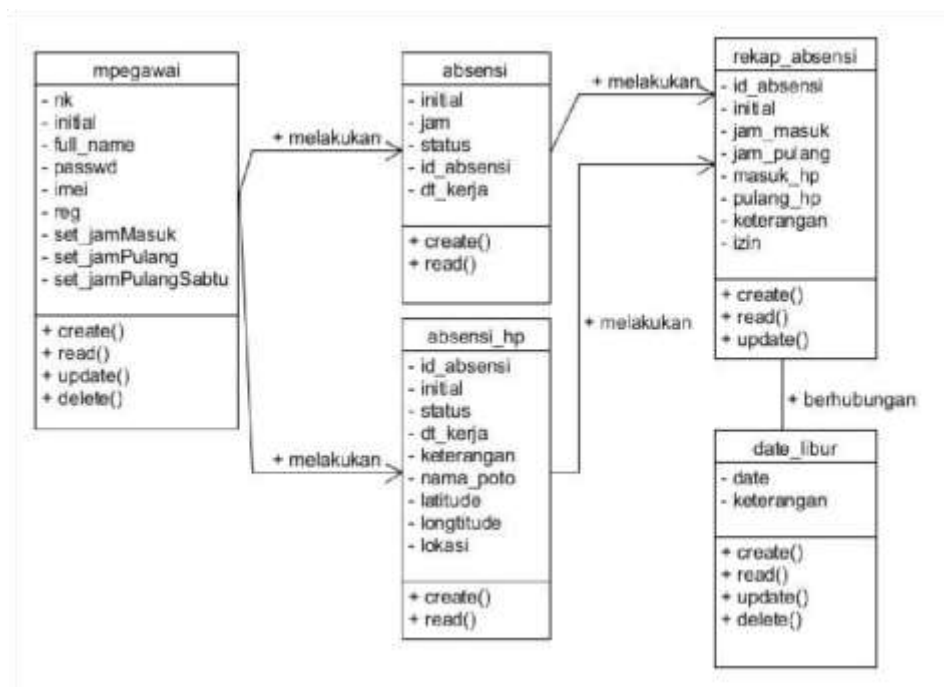 mpegawai
- nk
- initial
- full_name
- passwd
- imei
- reg
- set_jamMasuk
- set_jamPulang
- set_jamPulangSabtu
+ create()
+ read()
+ update()
+ delete()
+ melakukan
+ melakukan
absensi
- initial
- jam
- status
- id_absensi
- dt_kerja
+ create()
+ read()
absensi_hp
- id_absensi
- initial
- status
- dt_kerja
- keterangan
- nama_poto
- latitude
- longtitude
- lokasi
+ create()
+ read()
+ melakukan
+ melakukan
rekap_absensi
- id_absensi
- initial
- jam_masuk
- jam_pulang
- masuk_hp
- pulang_hp
- keterangan
- izin
+ create()
+ read()
+ update()
+ berhubungan
date_libur
- date
- keterangan
+ create()
+ read()
+ update()
+ delete()